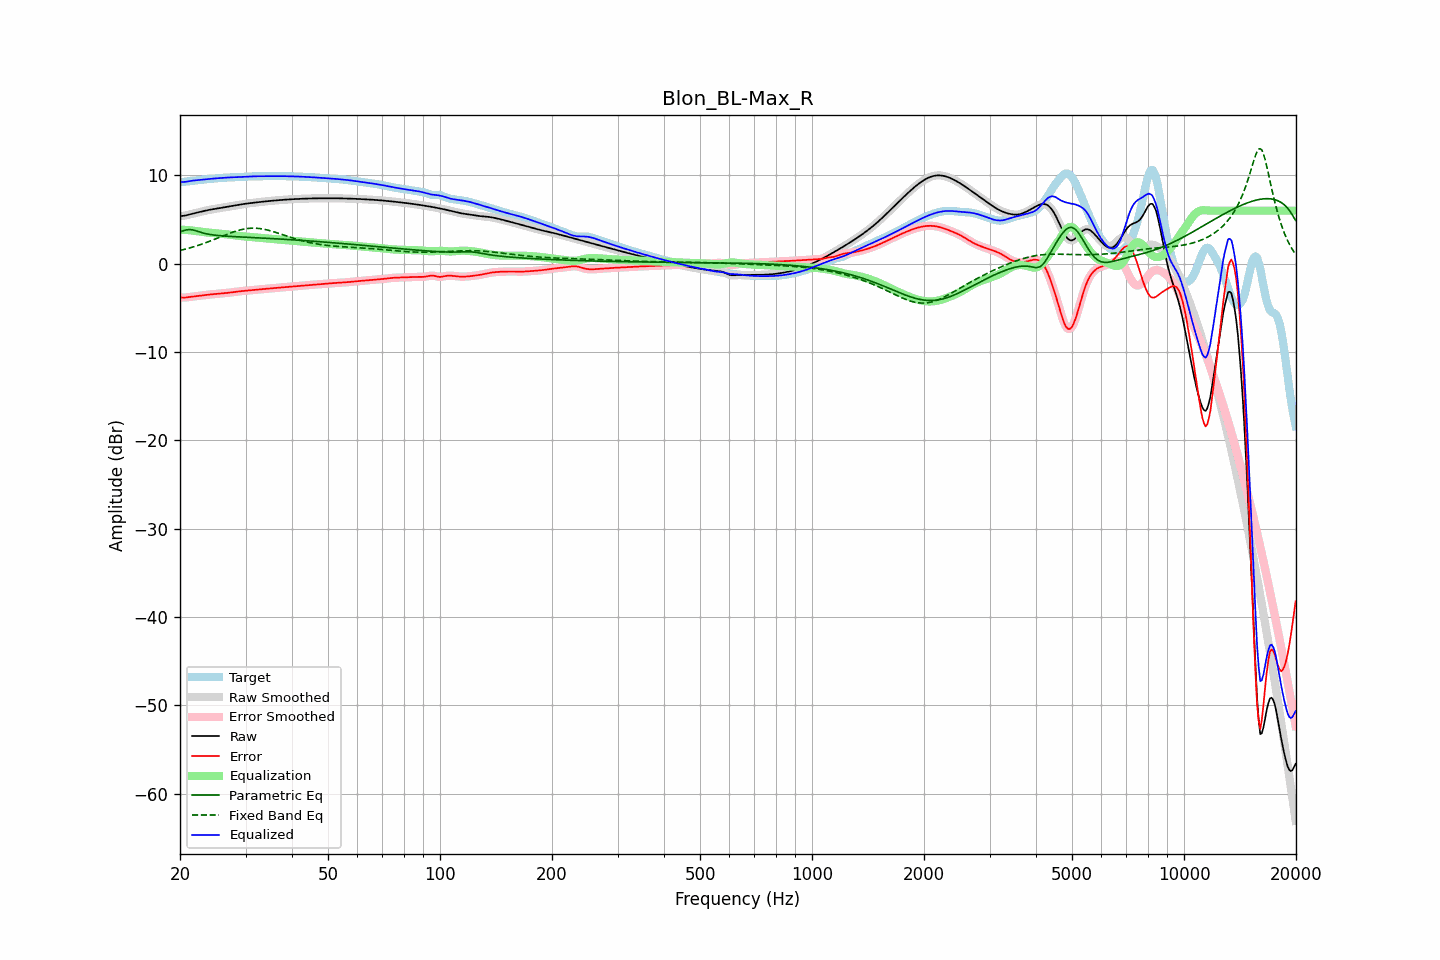 Blon_BL-Max_R
10
0
−10
−20
−30
−40
−50
−60
Amplitude (dBr)
Target
Raw Smoothed
Error Smoothed
Raw
Error
Equalization
Parametric Eq
Fixed Band Eq
Equalized
20 50 100 200 500 1000 2000 5000 10000 20000
Frequency (Hz)